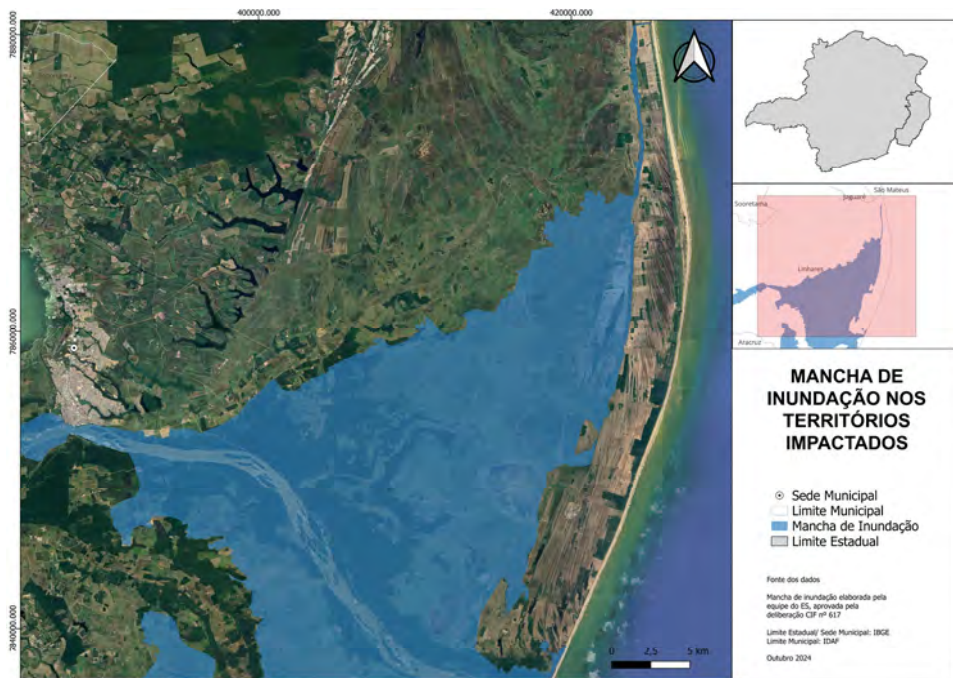 400000.000
420000.000
7880000.000
7860000.000
7840000.000
0 2,5 5 km
São Mateus
Jaguaré
Sooretama
Linhares
Aracruz
MANCHA DE
INUNDAÇÃO NOS
TERRITÓRIOS
IMPACTADOS
Sede Municipal
Limite Municipal
Mancha de Inundação
Limite Estadual
Fonte dos dados
Mancha de inundação elaborada pela
equipe do ES, aprovada pela
deliberação CIF nº 617
Limite Estadual/ Sede Municipal: IBGE
Limite Municipal: IDAF
Outubro 2024